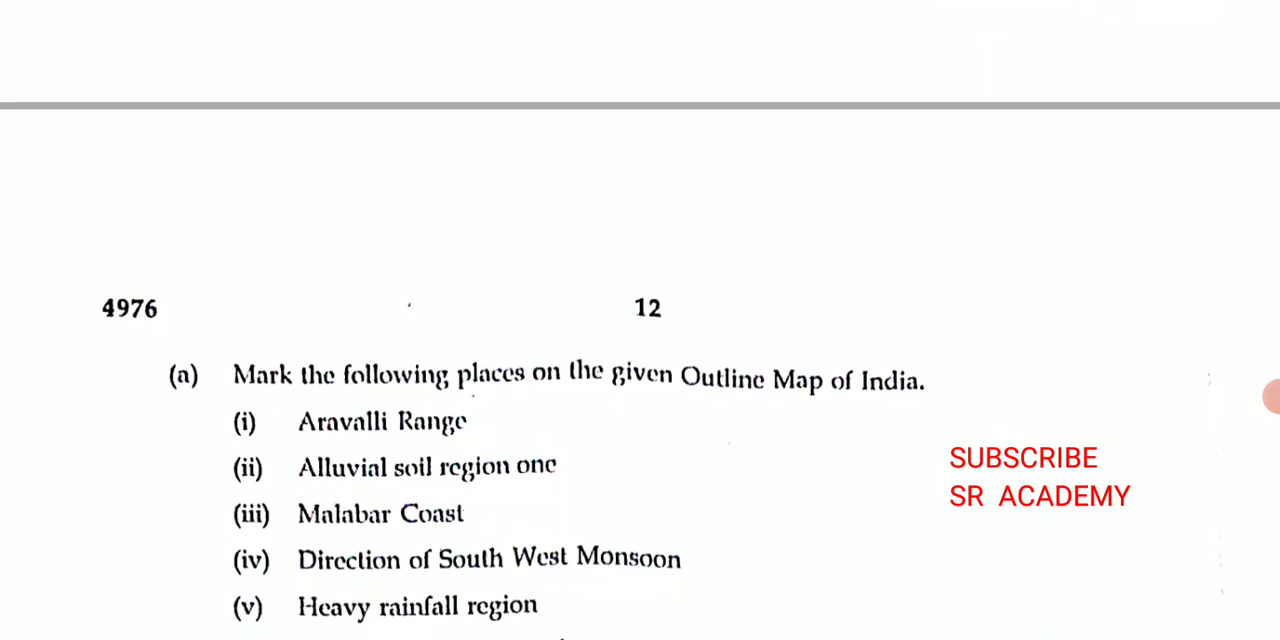 4976 12
(a) Mark the following places on the given Outline Map of India.
(i) Aravalli Range
(ii) Alluvial soil region one
(iii) Malabar Coast
(iv) Direction of South West Monsoon
(v) Heavy rainfall region
SUBSCRIBE
SR ACADEMY